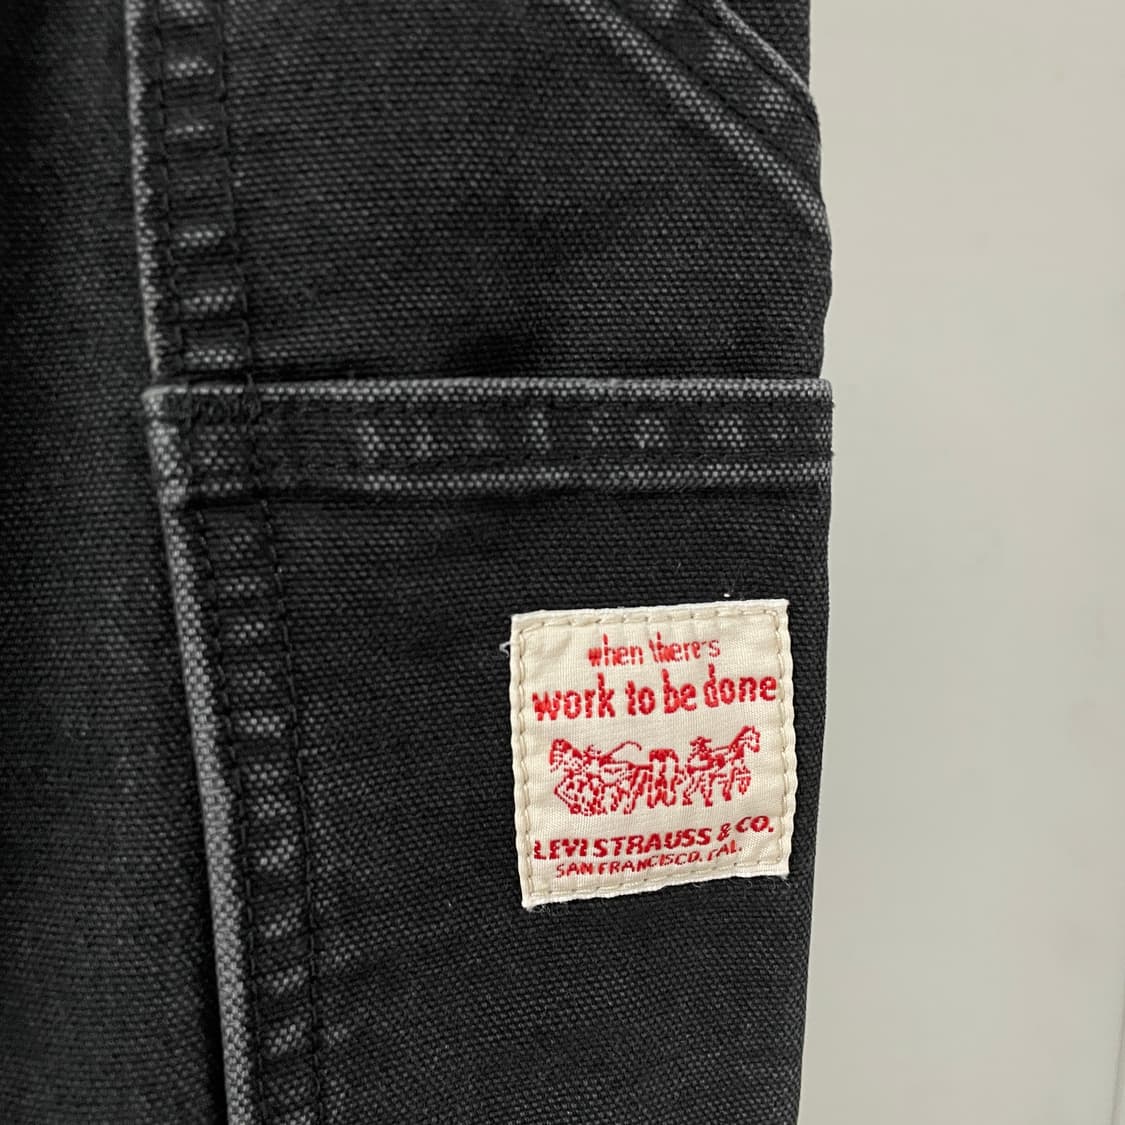 when there's
work to be done
LEVI STRAUSS & CO.
SAN FRANCISCO, CAL.